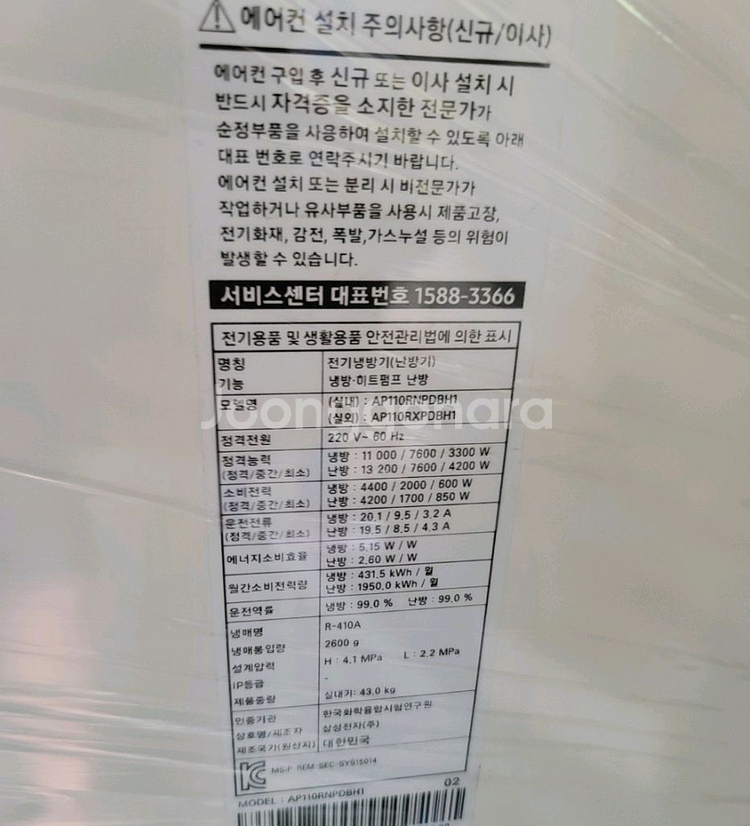 에어컨 설치 주의사항(신규/이사)
에어컨 구입 후 신규 또는 이사 설치 시
반드시 자격증을 소지한 전문가가
순정부품을 사용하여 설치할 수 있도록 아래
대표 번호로 연락주시기 바랍니다.
에어컨 설치 또는 분리 시 비전문가가
작업하거나 유사부품을 사용시 제품고장,
전기화재, 감전, 폭발,가스누설 등의 위험이
발생할 수 있습니다.
서비스센터 대표번호 1588-3366
전기용품 및 생활용품 안전관리법에 의한 표시
명칭 전기냉방기(난방기)
기능 냉방·히트펌프 난방
모델명 (실내) : AP110RNPDBH1
(실외) : AP110RXPDBH1
Joonggonara
정격전원 220 V~ 60 Hz
정격능력 냉방 : 11 000 / 7600 / 3300 W
(정격/중간/최소) 난방 : 13 200 / 7600 / 4200 W
소비전력 냉방 : 4400 / 2000 / 600 W
(정격/중간/최소) 난방 : 4200 / 1700 / 850 W
운전전류 냉방 : 20.1 / 9.5 / 3.2 A
(정격/중간/최소) 난방 : 19.5 / 8.5 / 4.3 A
에너지소비효율 냉방 : 5.15 W / W
난방 : 2.60 W / W
월간소비전력량 냉방 : 431.5 kWh / 월
난방 : 1950.0 kWh / 월
운전역률 냉방 : 99.0 % 난방 : 99.0 %
냉매명 R-410A
냉매봉입량 2600 g
설계압력 H : 4.1 MPa L : 2.2 MPa
IP등급 -
제품중량 실내기: 43.0 kg
인증기관 한국화학융합시험연구원
상호명/제조자 삼성전자(주)
제조국가(원산지) 대한민국
MSIP-REM-SEC-SYS15014
MODEL : AP110RNPDBH1 02